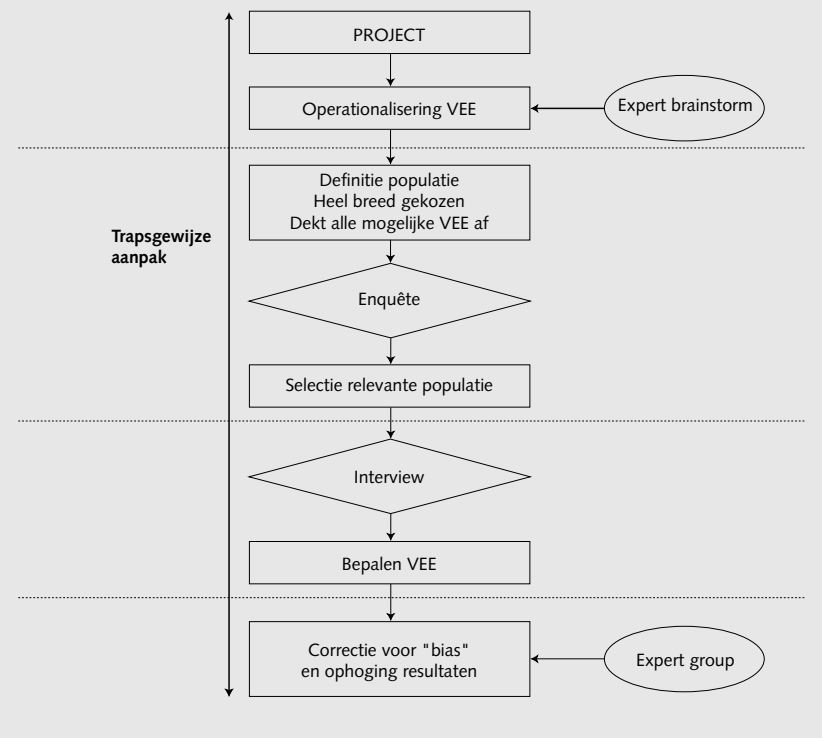 PROJECT
Operationalisering VEE
Expert brainstorm
Definitie populatie
Heel breed gekozen
Dekt alle mogelijke VEE af
Trapsgewijze
aanpak
Enquête
Selectie relevante populatie
Interview
Bepalen VEE
Correctie voor "bias"
en ophoging resultaten
Expert group